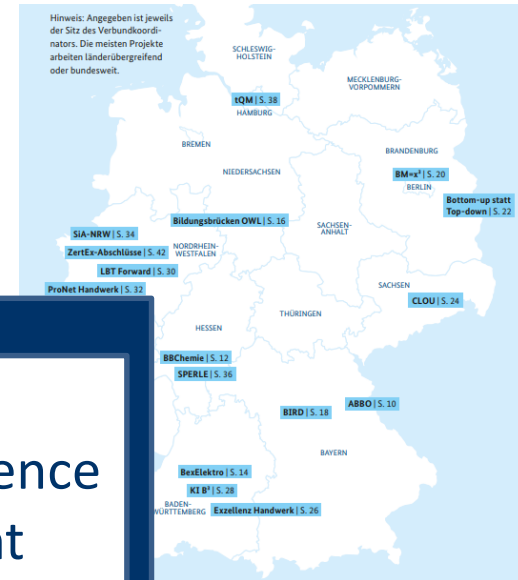 Hinweis: Angegeben ist jeweils
der Sitz des Verbundkoordi-
nators. Die meisten Projekte
arbeiten länderübergreifend
oder bundesweit.
SCHLESWIG-
HOLSTEIN
MECKLENBURG-
VORPOMMERN
tQM | S. 38
HAMBURG
BREMEN
BRANDENBURG
NIEDERSACHSEN
BM=x³ | S. 20
BERLIN
Bottom-up statt
Top-down | S. 22
Bildungsbrücken OWL | S. 16
SACHSEN-
ANHALT
SiA-NRW | S. 34
ZertEx-Abschlüsse | S. 42
NORDRHEIN-
WESTFALEN
LBT Forward | S. 30
ProNet Handwerk | S. 32
SACHSEN
CLOU | S. 24
THÜRINGEN
HESSEN
BBChemie | S. 12
SPERLE | S. 36
ABBO | S. 10
BIRD | S. 18
BAYERN
BexElektro | S. 14
KI B³ | S. 28
BADEN-
WÜRTTEMBERG
Exzellenz Handwerk | S. 26
ence
nt